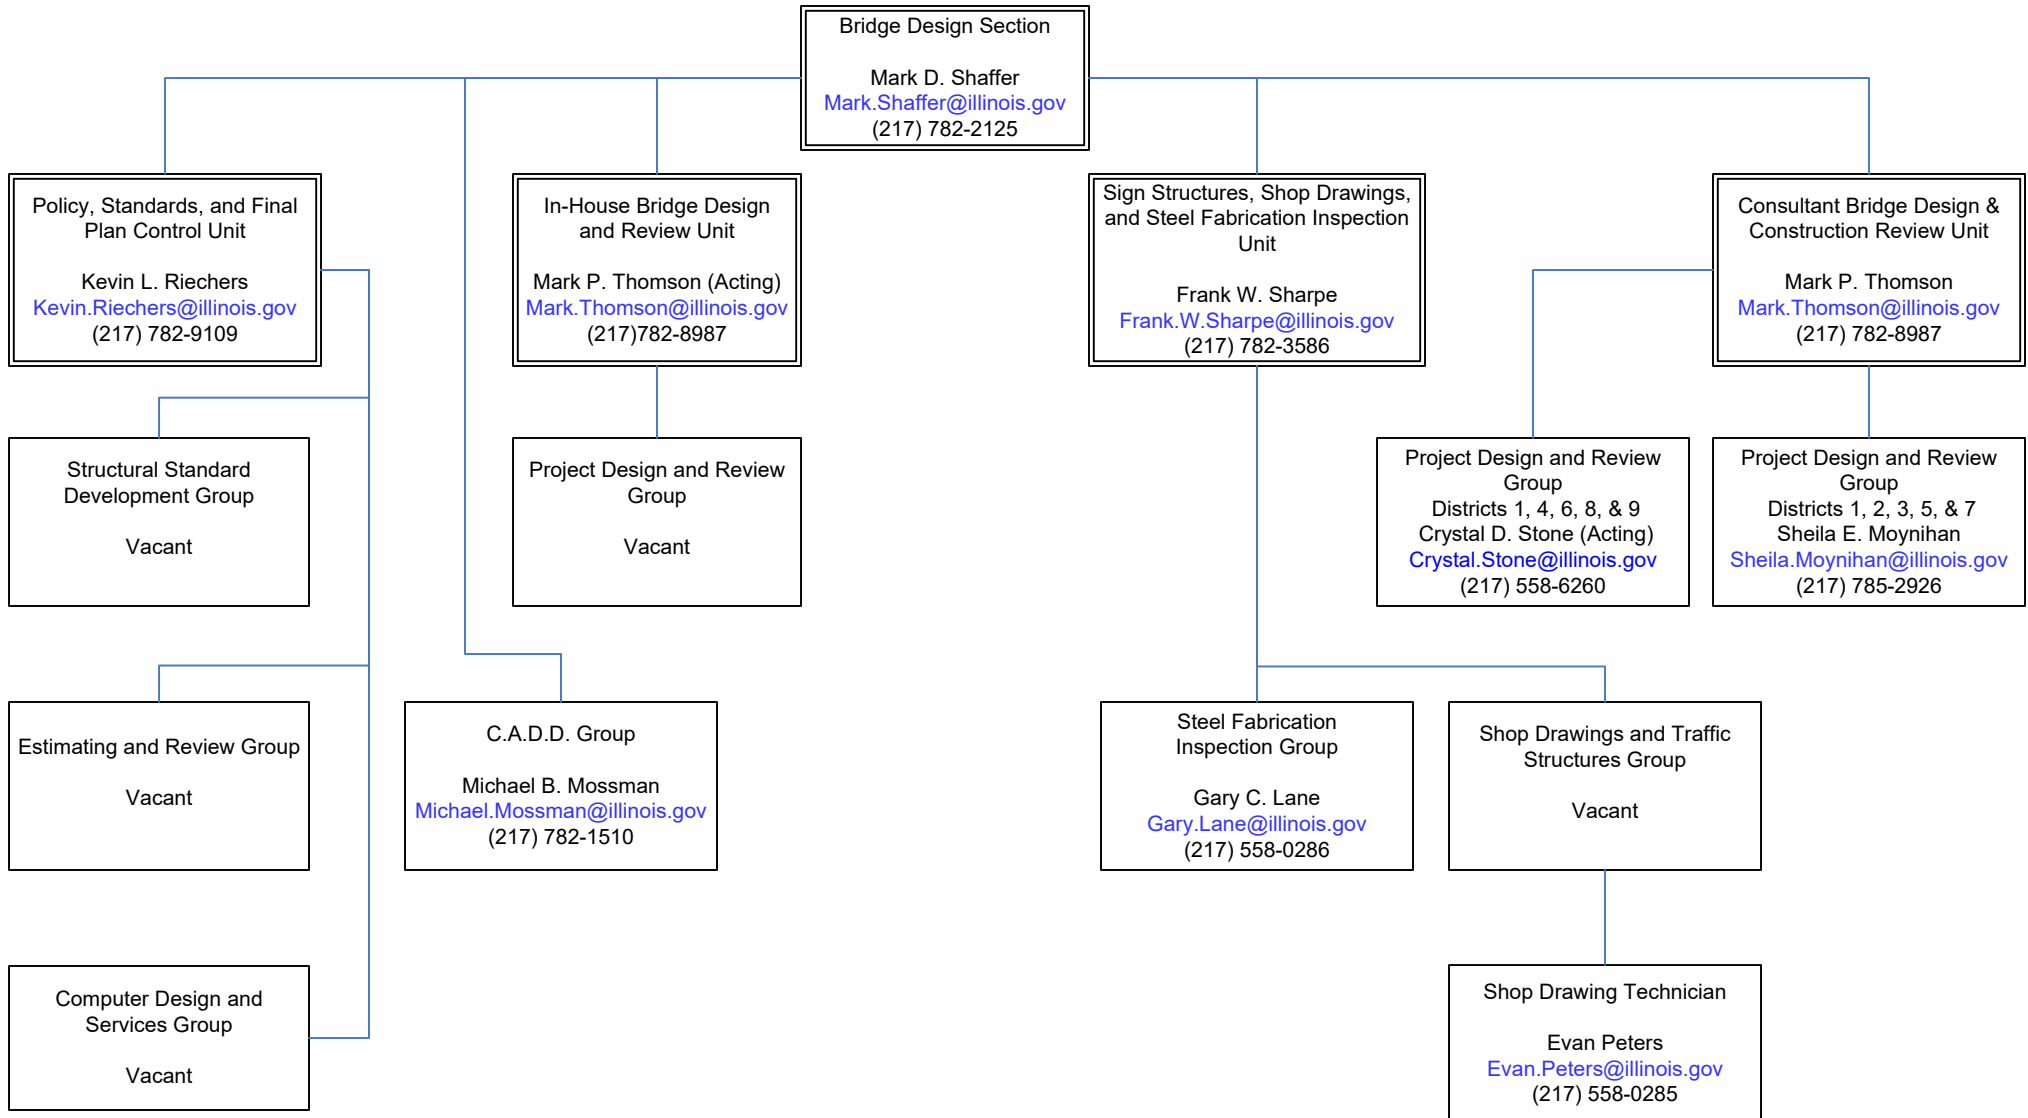 Bridge Design Section
Mark D. Shaffer
Mark.Shaffer@illinois.gov
(217) 782-2125
Policy, Standards, and Final
Plan Control Unit
Kevin L. Riechers
Kevin.Riechers@illinois.gov
(217) 782-9109
In-House Bridge Design
and Review Unit
Mark P. Thomson (Acting)
Mark.Thomson@illinois.gov
(217)782-8987
Sign Structures, Shop Drawings,
and Steel Fabrication Inspection
Unit
Frank W. Sharpe
Frank.W.Sharpe@illinois.gov
(217) 782-3586
Consultant Bridge Design &
Construction Review Unit
Mark P. Thomson
Mark.Thomson@illinois.gov
(217) 782-8987
Structural Standard
Development Group
Vacant
Project Design and Review
Group
Vacant
Project Design and Review
Group
Districts 1, 4, 6, 8, & 9
Crystal D. Stone (Acting)
Crystal.Stone@illinois.gov
(217) 558-6260
Project Design and Review
Group
Districts 1, 2, 3, 5, & 7
Sheila E. Moynihan
Sheila.Moynihan@illinois.gov
(217) 785-2926
Estimating and Review Group
Vacant
C.A.D.D. Group
Michael B. Mossman
Michael.Mossman@illinois.gov
(217) 782-1510
Steel Fabrication
Inspection Group
Gary C. Lane
Gary.Lane@illinois.gov
(217) 558-0286
Shop Drawings and Traffic
Structures Group
Vacant
Computer Design and
Services Group
Vacant
Shop Drawing Technician
Evan Peters
Evan.Peters@illinois.gov
(217) 558-0285